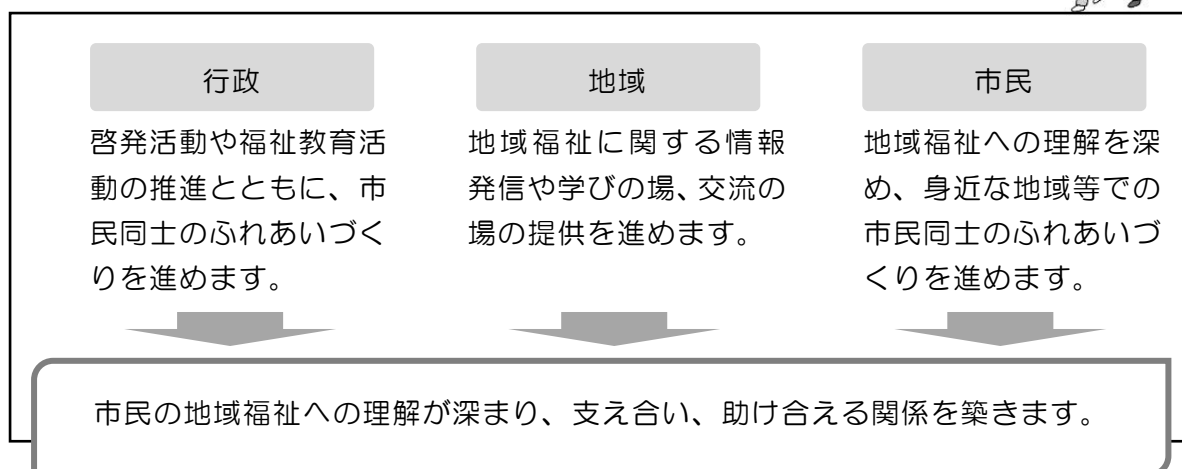 行政
啓発活動や福祉教育活
動の推進とともに、市
民同士のふれあいづく
りを進めます。
地域
地域福祉に関する情報
発信や学びの場、交流の
場の提供を進めます。
市民
地域福祉への理解を深
め、身近な地域等での
市民同士のふれあいづ
くりを進めます。
市民の地域福祉への理解が深まり、支え合い、助け合える関係を築きます。